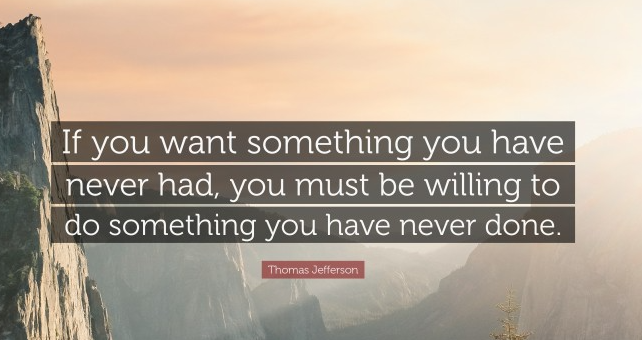 If you want something you have
never had, you must be willing to
do something you have never done.
Thomas Jefferson